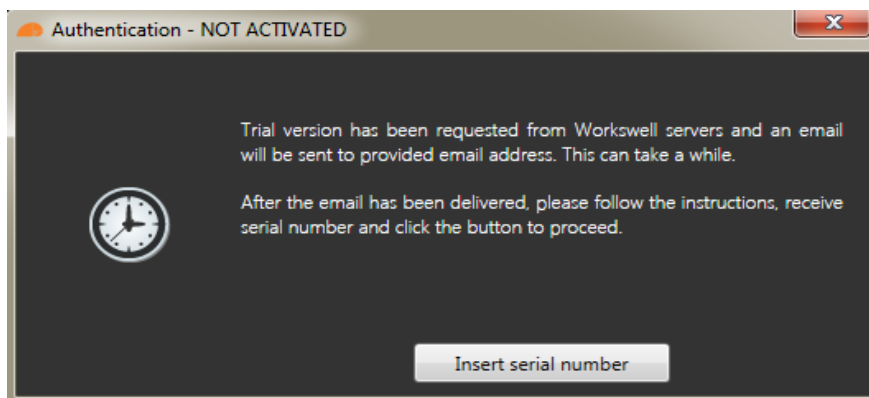 Authentication - NOT ACTIVATED
Trial version has been requested from Workswell servers and an email
will be sent to provided email address. This can take a while.
After the email has been delivered, please follow the instructions, receive
serial number and click the button to proceed.
Insert serial number